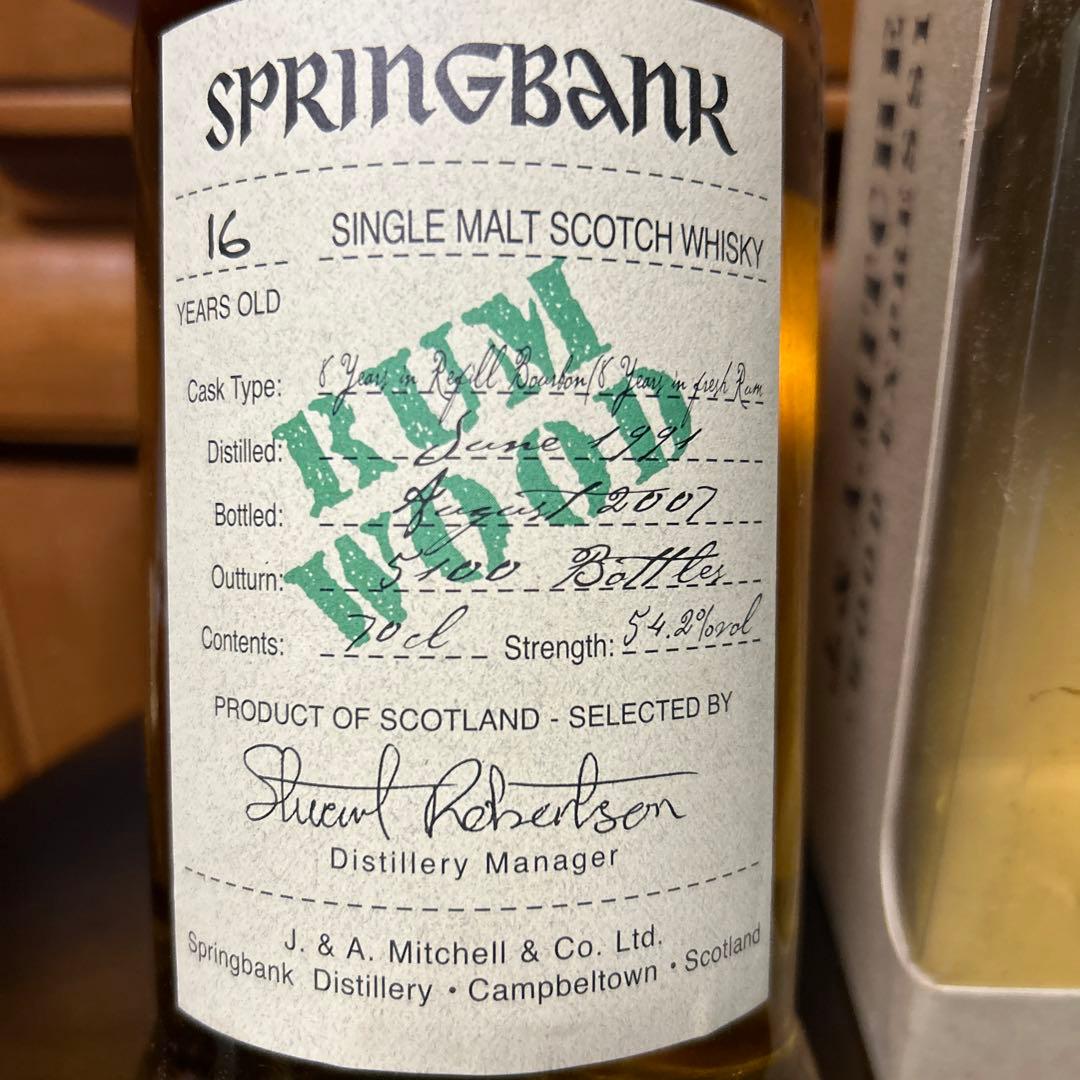 SPRINGBANK
16 SINGLE MALT SCOTCH WHISKY
YEARS OLD
RUM
WOOD
Cask Type: 8 Years in Refill Bourbon/8 Years in fresh Rum
Distilled: June 1991
Bottled: August 2007
Outturn: 5100 Bottles
Contents: 70cl Strength: 54.2%vol
PRODUCT OF SCOTLAND - SELECTED BY
Stuart Robertson
Distillery Manager
J. & A. Mitchell & Co. Ltd.
Springbank Distillery • Campbeltown • Scotland